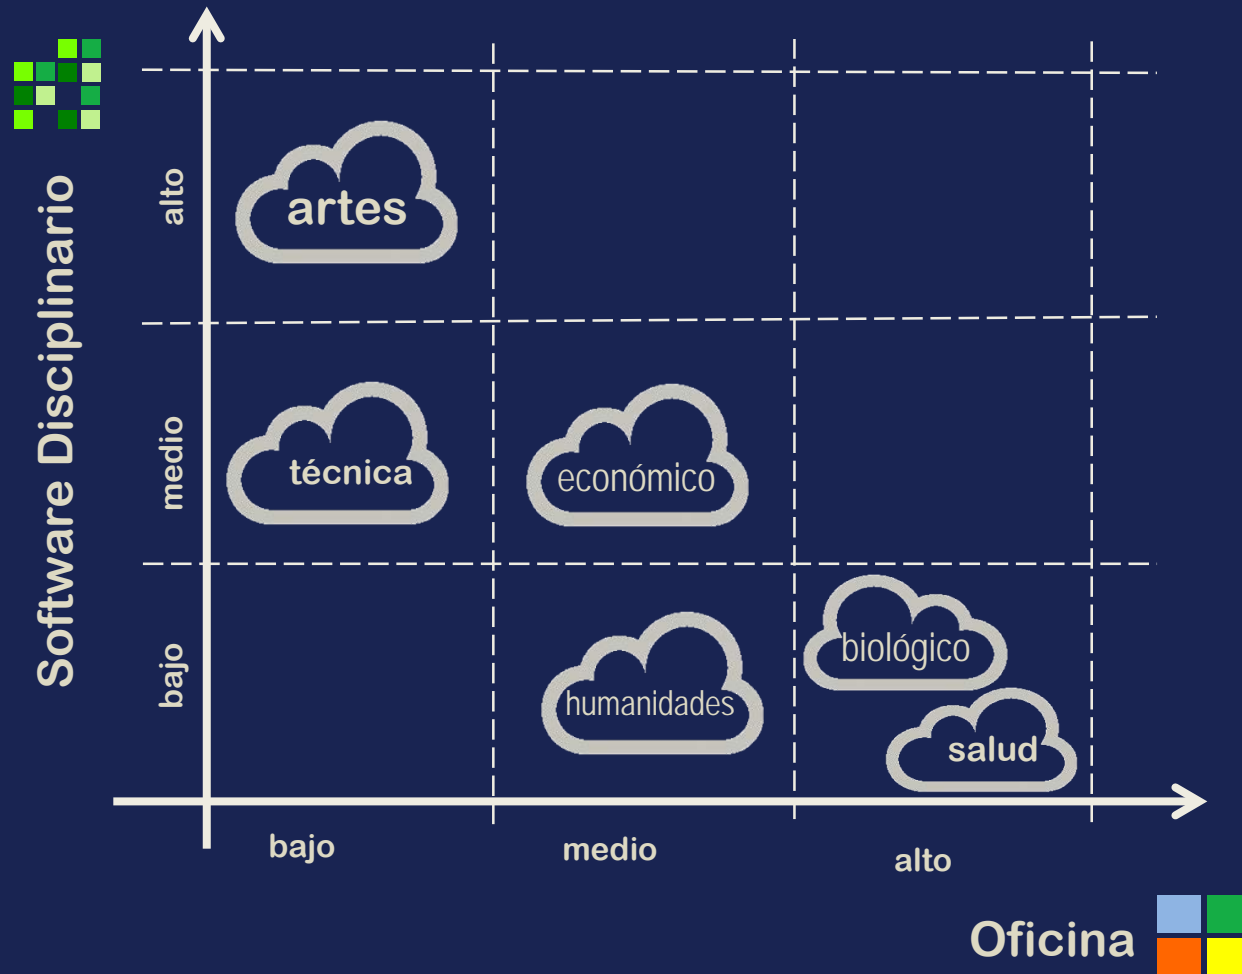 Software Disciplinario
alto
medio
bajo
artes
técnica
económico
humanidades
biológico
salud
bajo
medio
alto
Oficina